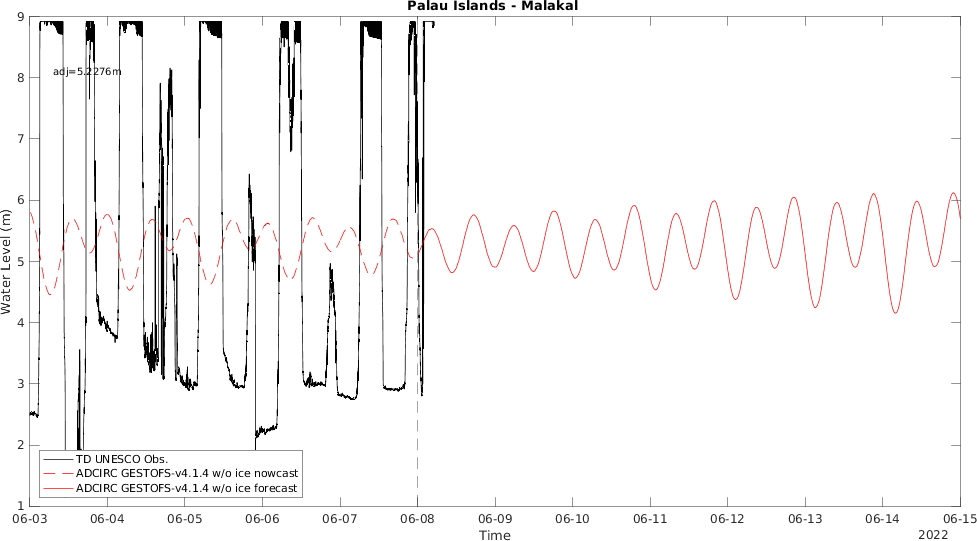 Palau Islands - Malakal
9
8
7
6
5
4
3
2
1
Water Level (m)
adj=5.2276m
TD UNESCO Obs.
ADCIRC GESTOFS-v4.1.4 w/o ice nowcast
ADCIRC GESTOFS-v4.1.4 w/o ice forecast
06-03 06-04 06-05 06-06 06-07 06-08 06-09 06-10 06-11 06-12 06-13 06-14 06-15
Time
2022